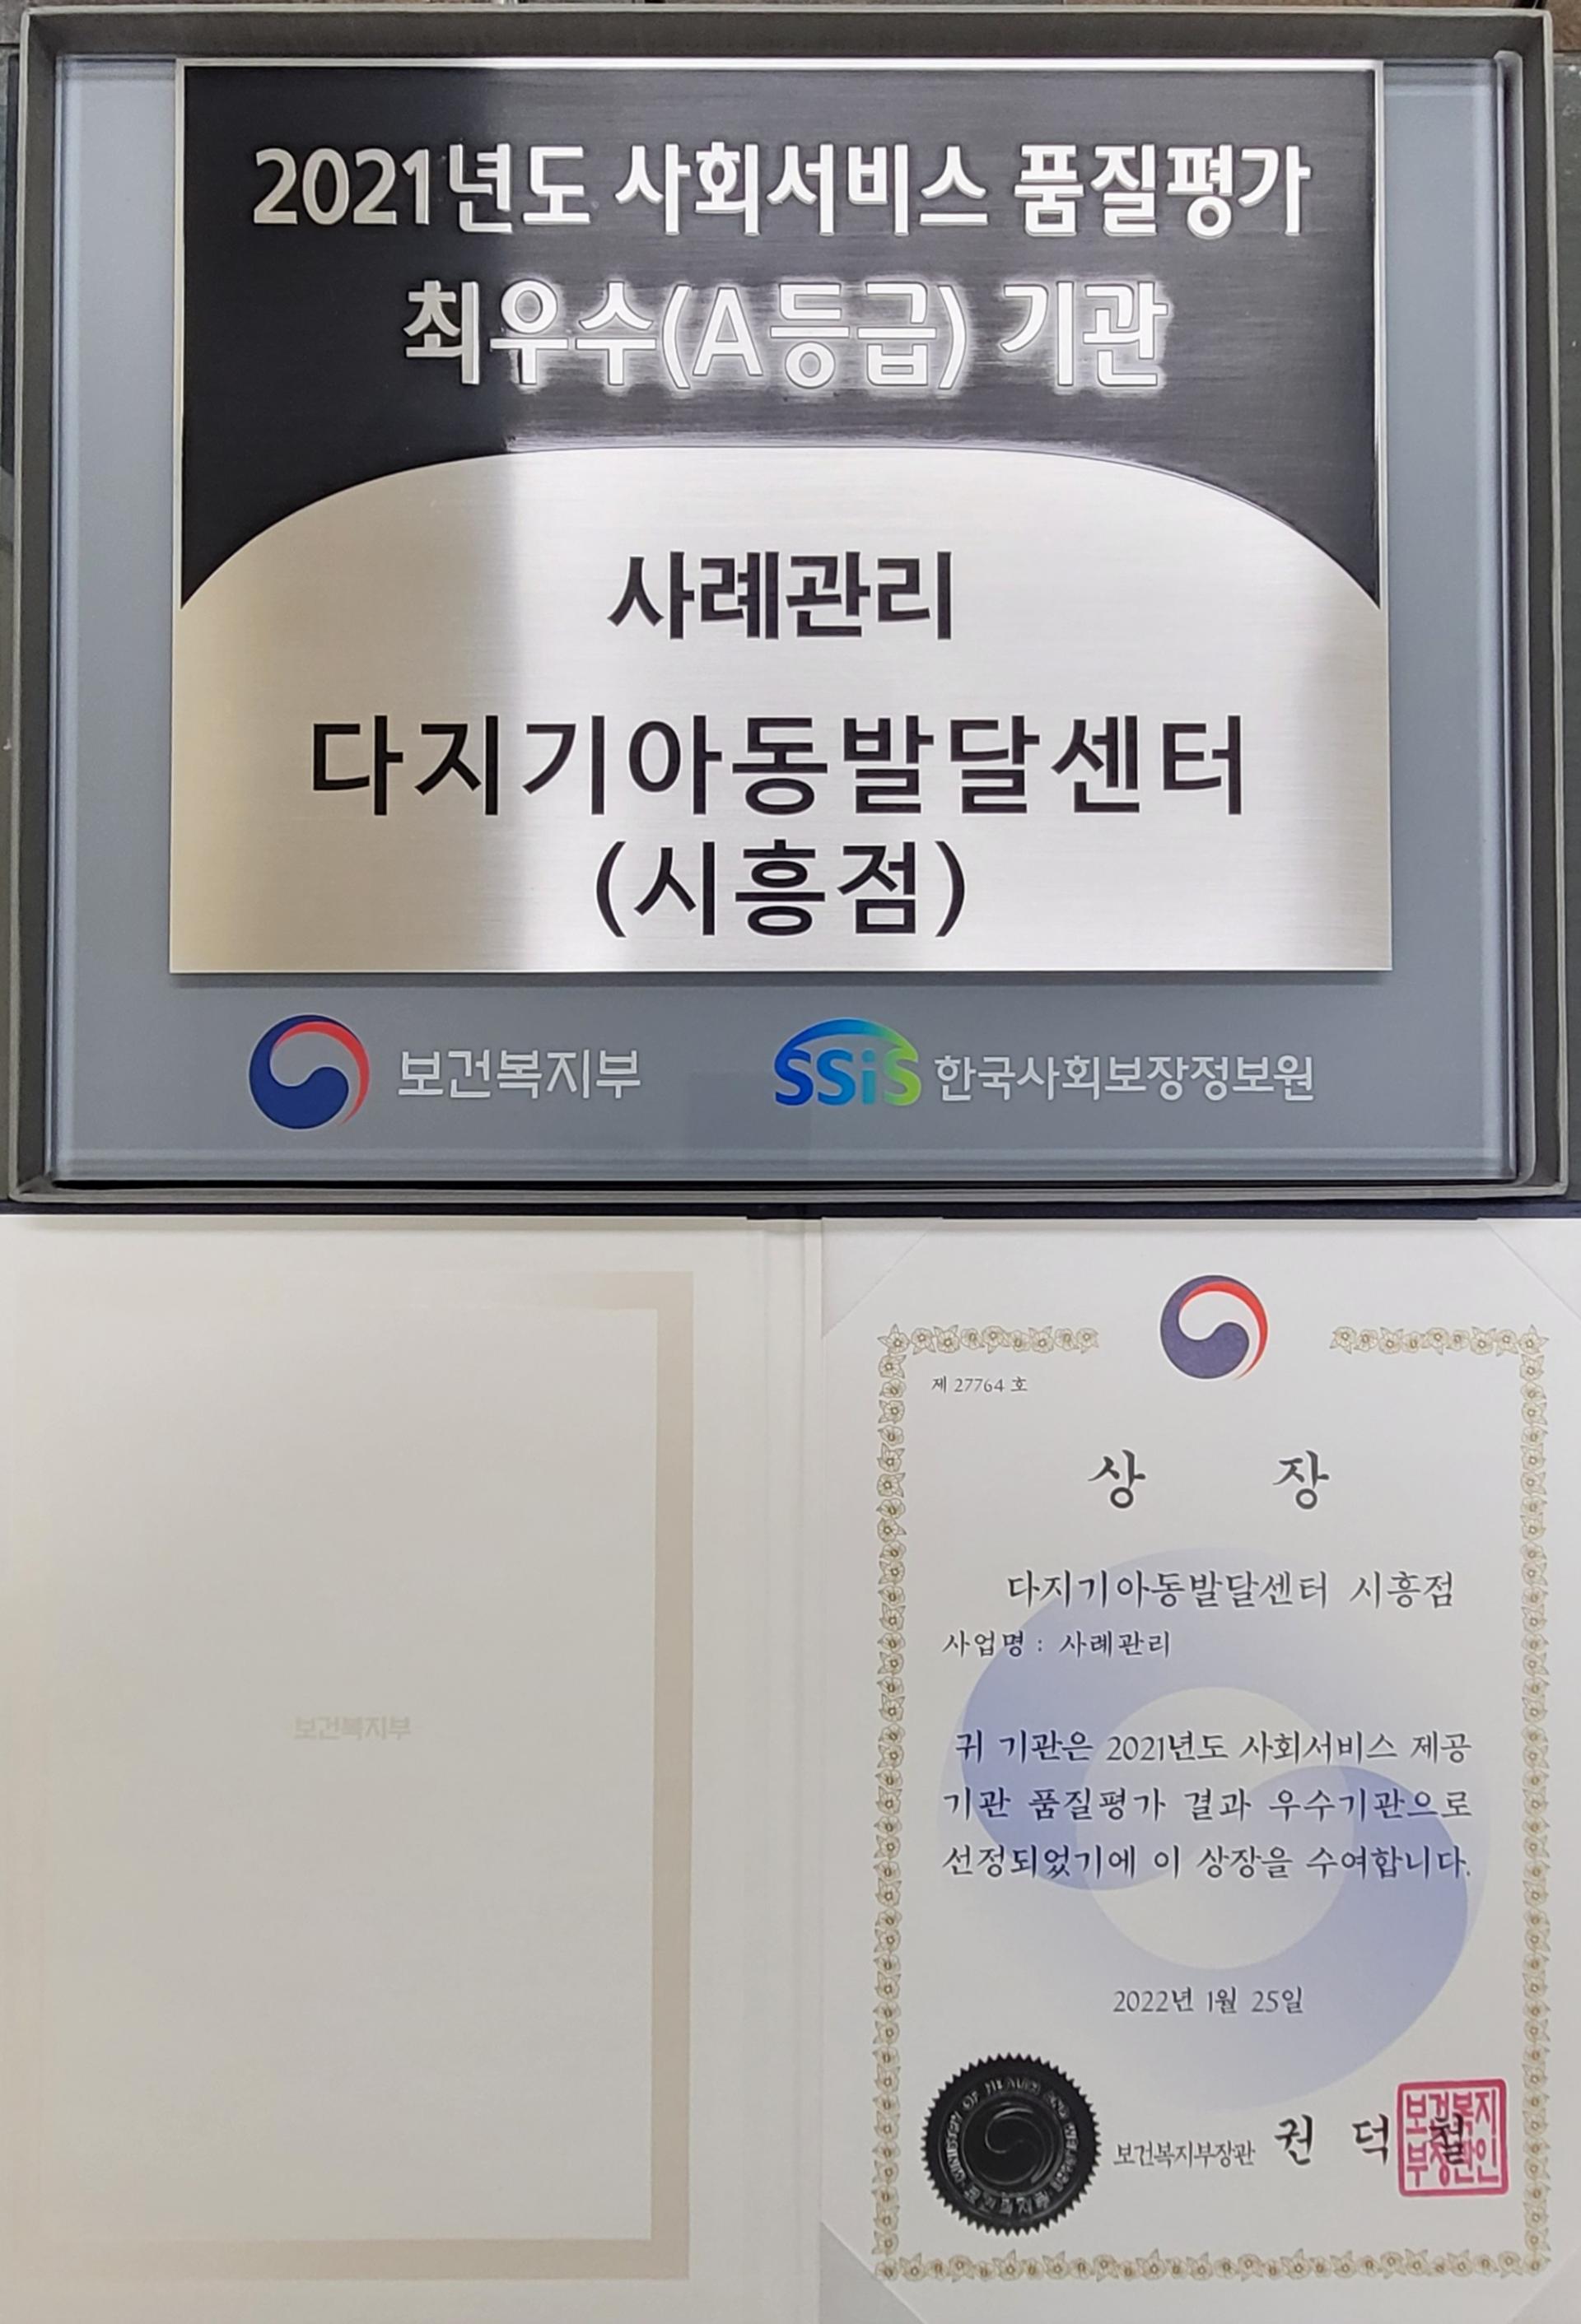 2021년도 사회서비스 품질평가
최우수(A등급) 기관
사례관리
다지기아동발달센터
(시흥점)
보건복지부
SSiS 한국사회보장정보원
보건복지부
제 27764 호
상 장
다지기아동발달센터 시흥점
사업명 : 사례관리
귀 기관은 2021년도 사회서비스 제공
기관 품질평가 결과 우수기관으로
선정되었기에 이 상장을 수여합니다.
2022년 1월 25일
MINISTRY OF HEALTH AND WELFARE
보건복지부장관 권 덕 철
보건복지
부장관인